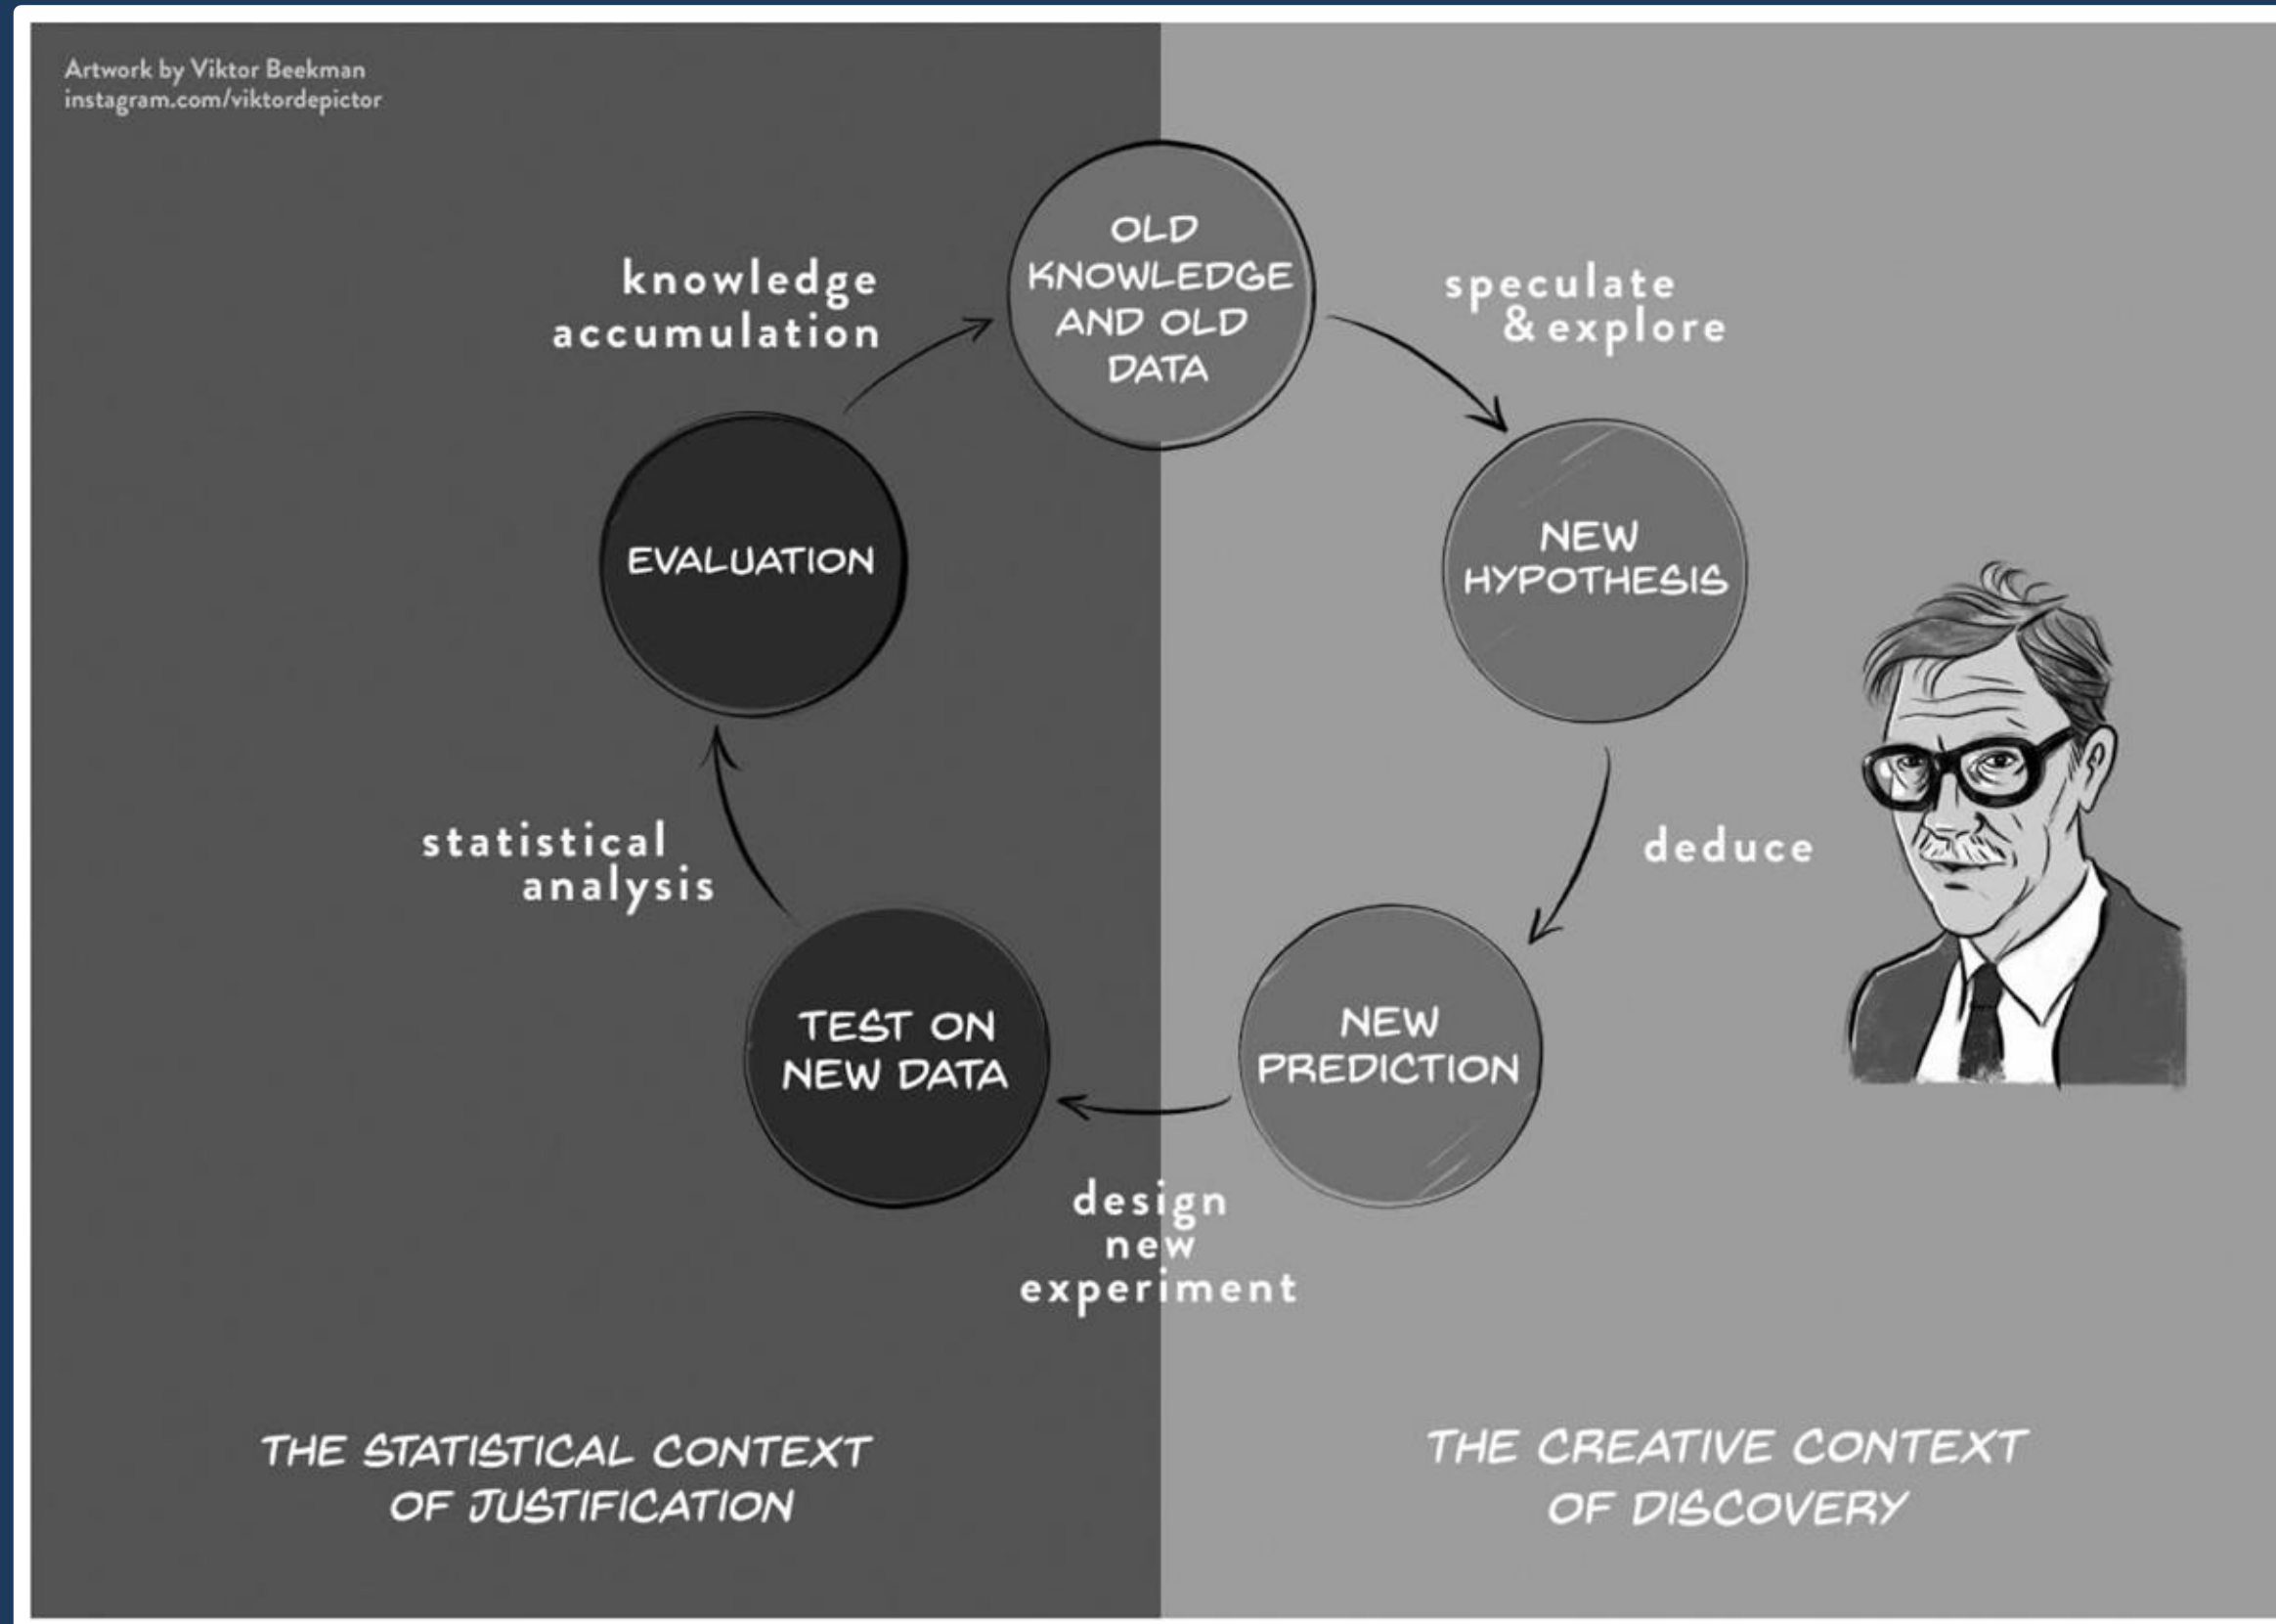 Artwork by Viktor Beekman
instagram.com/viktordepictor
OLD
KNOWLEDGE
AND OLD
DATA
speculate
& explore
NEW
HYPOTHESIS
deduce
NEW
PREDICTION
design
new
experiment
TEST ON
NEW DATA
statistical
analysis
EVALUATION
knowledge
accumulation
THE STATISTICAL CONTEXT
OF JUSTIFICATION
THE CREATIVE CONTEXT
OF DISCOVERY